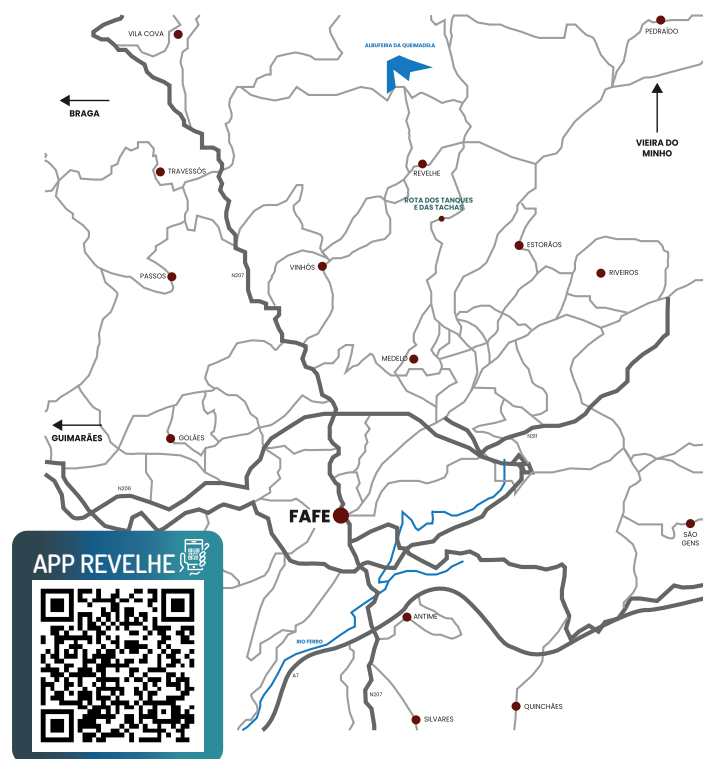 VILA COVA
PEDRAÍDO
ALBUFEIRA DA QUEIMADELA
BRAGA
VIEIRA DO
MINHO
TRAVESSÓS
REVELHE
ROTA DOS TANQUES
E DAS TACHAS
ESTORÃOS
PASSOS
N207
VINHÓS
RIVEIROS
MEDELO
GUIMARÃES
GOLÃES
N311
N206
FAFE
SÃO
GENS
APP REVELHE
ANTIME
RIO FERRO
A7
N207
QUINCHÃES
SILVARES